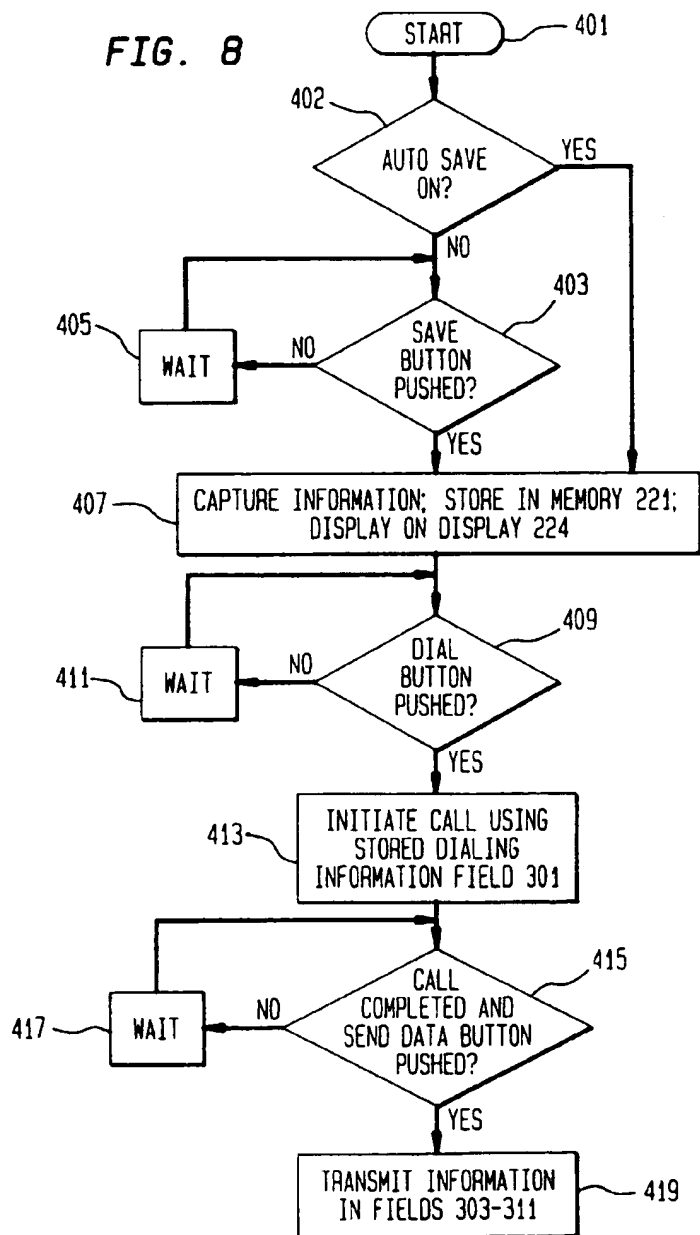 FIG. 8
START
401
402
AUTO SAVE
ON?
YES
NO
403
405
WAIT
NO
SAVE
BUTTON
PUSHED?
YES
407
CAPTURE INFORMATION; STORE IN MEMORY 221;
DISPLAY ON DISPLAY 224
409
411
WAIT
NO
DIAL
BUTTON
PUSHED?
YES
413
INITIATE CALL USING
STORED DIALING
INFORMATION FIELD 301
415
417
WAIT
NO
CALL
COMPLETED AND
SEND DATA BUTTON
PUSHED?
YES
TRANSMIT INFORMATION
IN FIELDS 303-311
419